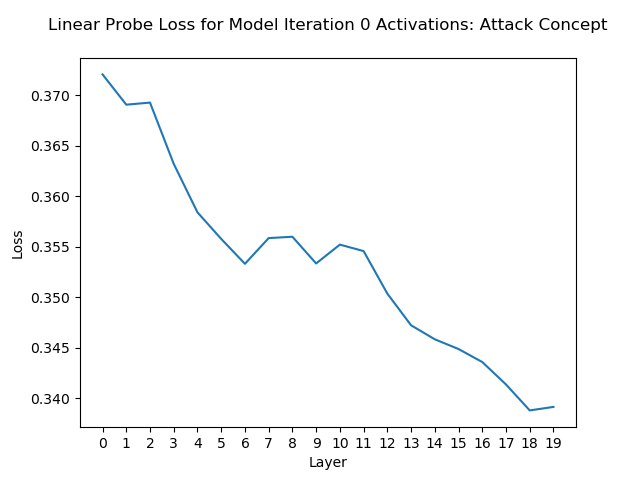 Linear Probe Loss for Model Iteration 0 Activations: Attack Concept
0.370
0.365
0.360
0.355
0.350
0.345
0.340
Loss
0 1 2 3 4 5 6 7 8 9 10 11 12 13 14 15 16 17 18 19
Layer